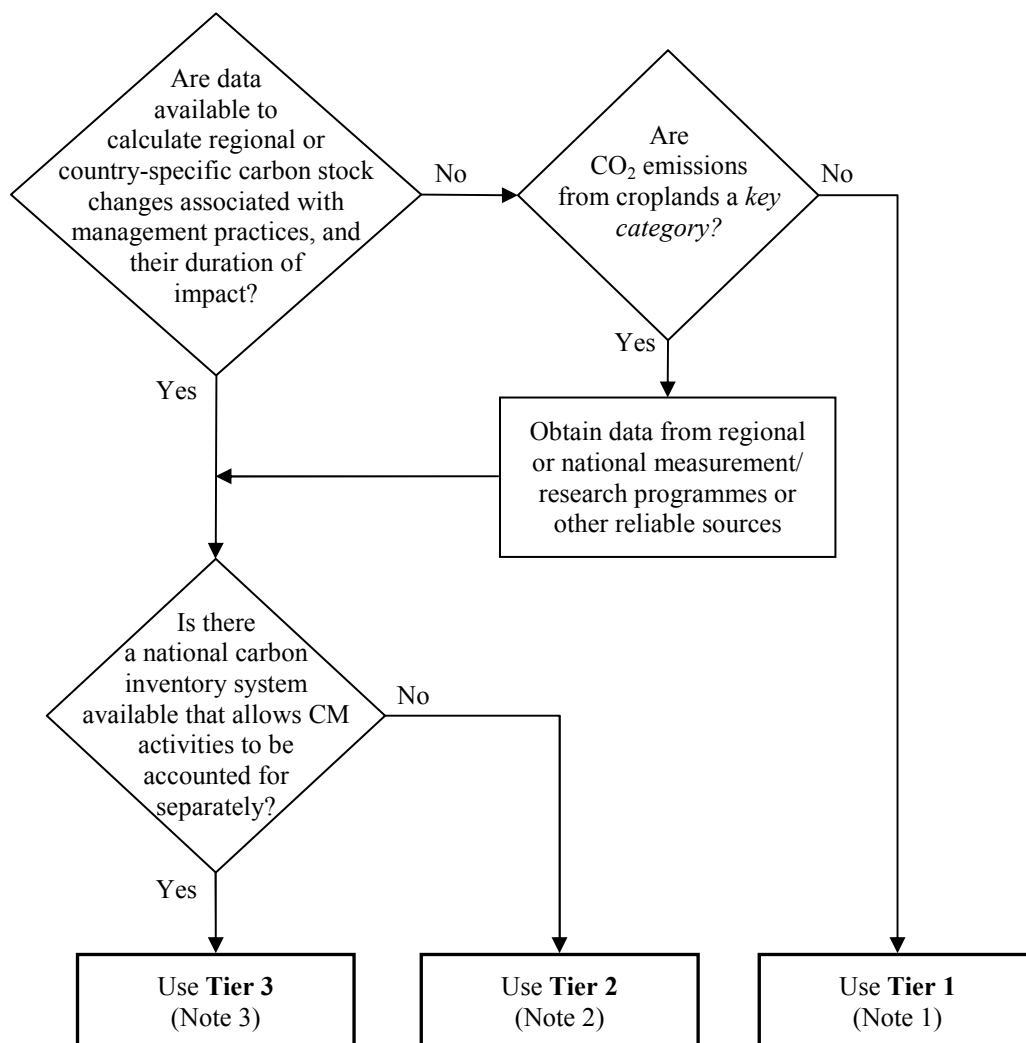 Are data
available to
calculate regional or
country-specific carbon stock
changes associated with
management practices, and
their duration of
impact?
No
Are
CO₂ emissions
from croplands a key
category?
No
Yes
Yes
Obtain data from regional
or national measurement/
research programmes or
other reliable sources
Is there
a national carbon
inventory system
available that allows CM
activities to be
accounted for
separately?
No
Yes
Use Tier 3
(Note 3)
Use Tier 2
(Note 2)
Use Tier 1
(Note 1)